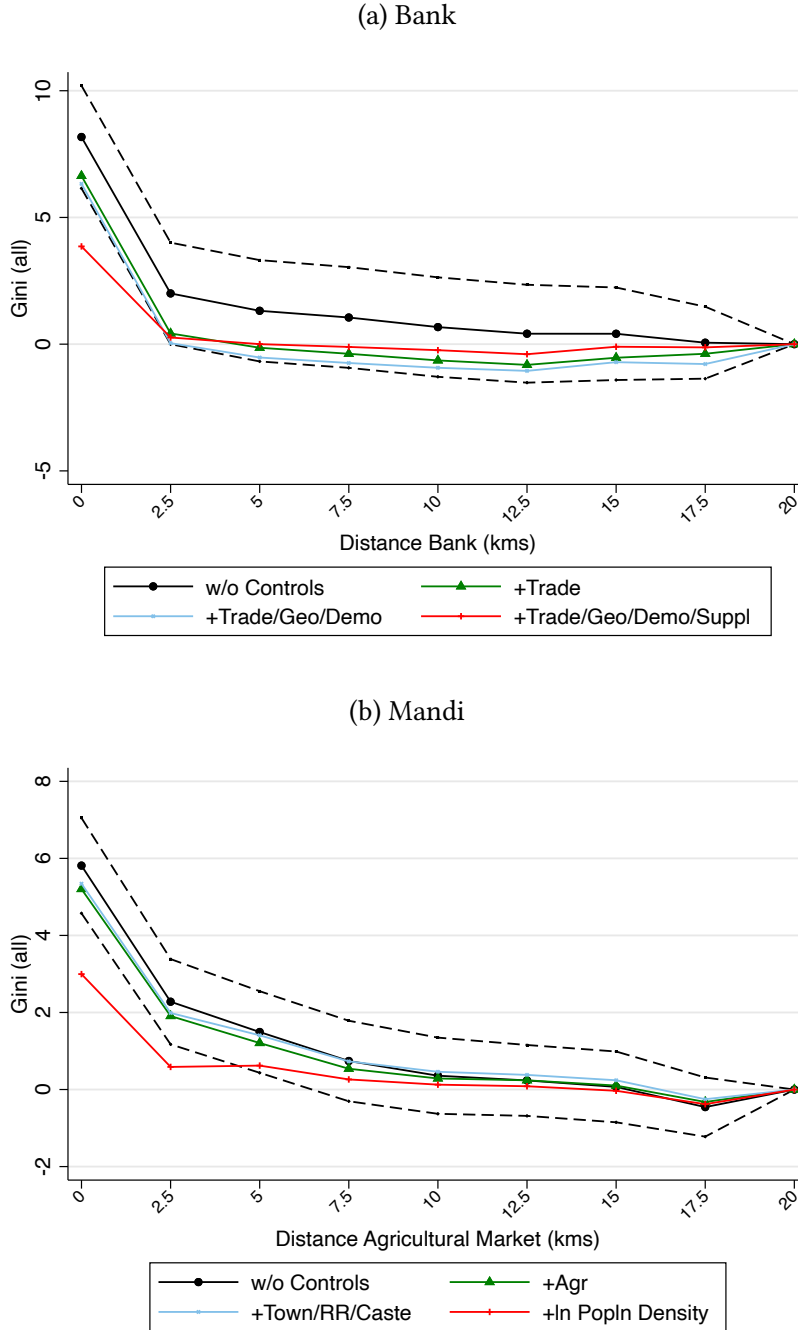 (a) Bank
10
5
0
-5
Gini (all)
0 2.5 5 7.5 10 12.5 15 17.5 20
Distance Bank (kms)
w/o Controls +Trade
+Trade/Geo/Demo +Trade/Geo/Demo/Suppl
(b) Mandi
8
6
4
2
0
-2
Gini (all)
0 2.5 5 7.5 10 12.5 15 17.5 20
Distance Agricultural Market (kms)
w/o Controls +Agr
+Town/RR/Caste +ln Popln Density